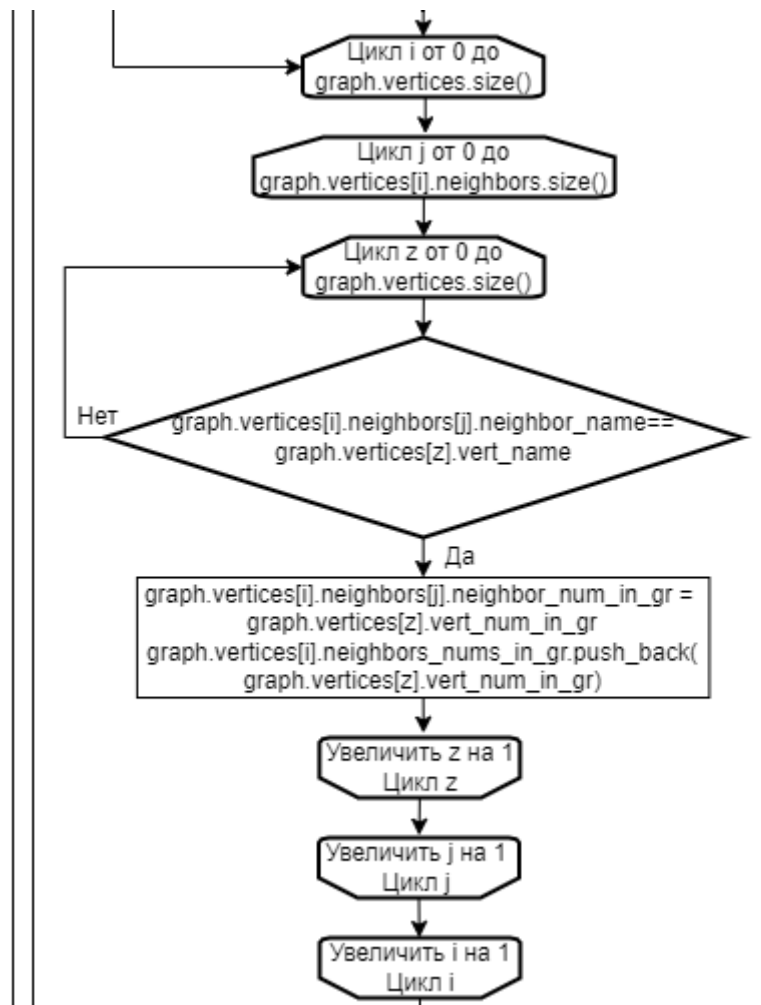 Цикл i от 0 до
graph.vertices.size()
Цикл j от 0 до
graph.vertices[i].neighbors.size()
Цикл z от 0 до
graph.vertices.size()
Нет
graph.vertices[i].neighbors[j].neighbor_name==
graph.vertices[z].vert_name
Да
graph.vertices[i].neighbors[j].neighbor_num_in_gr =
graph.vertices[z].vert_num_in_gr
graph.vertices[i].neighbors_nums_in_gr.push_back(
graph.vertices[z].vert_num_in_gr)
Увеличить z на 1
Цикл z
Увеличить j на 1
Цикл j
Увеличить i на 1
Цикл i